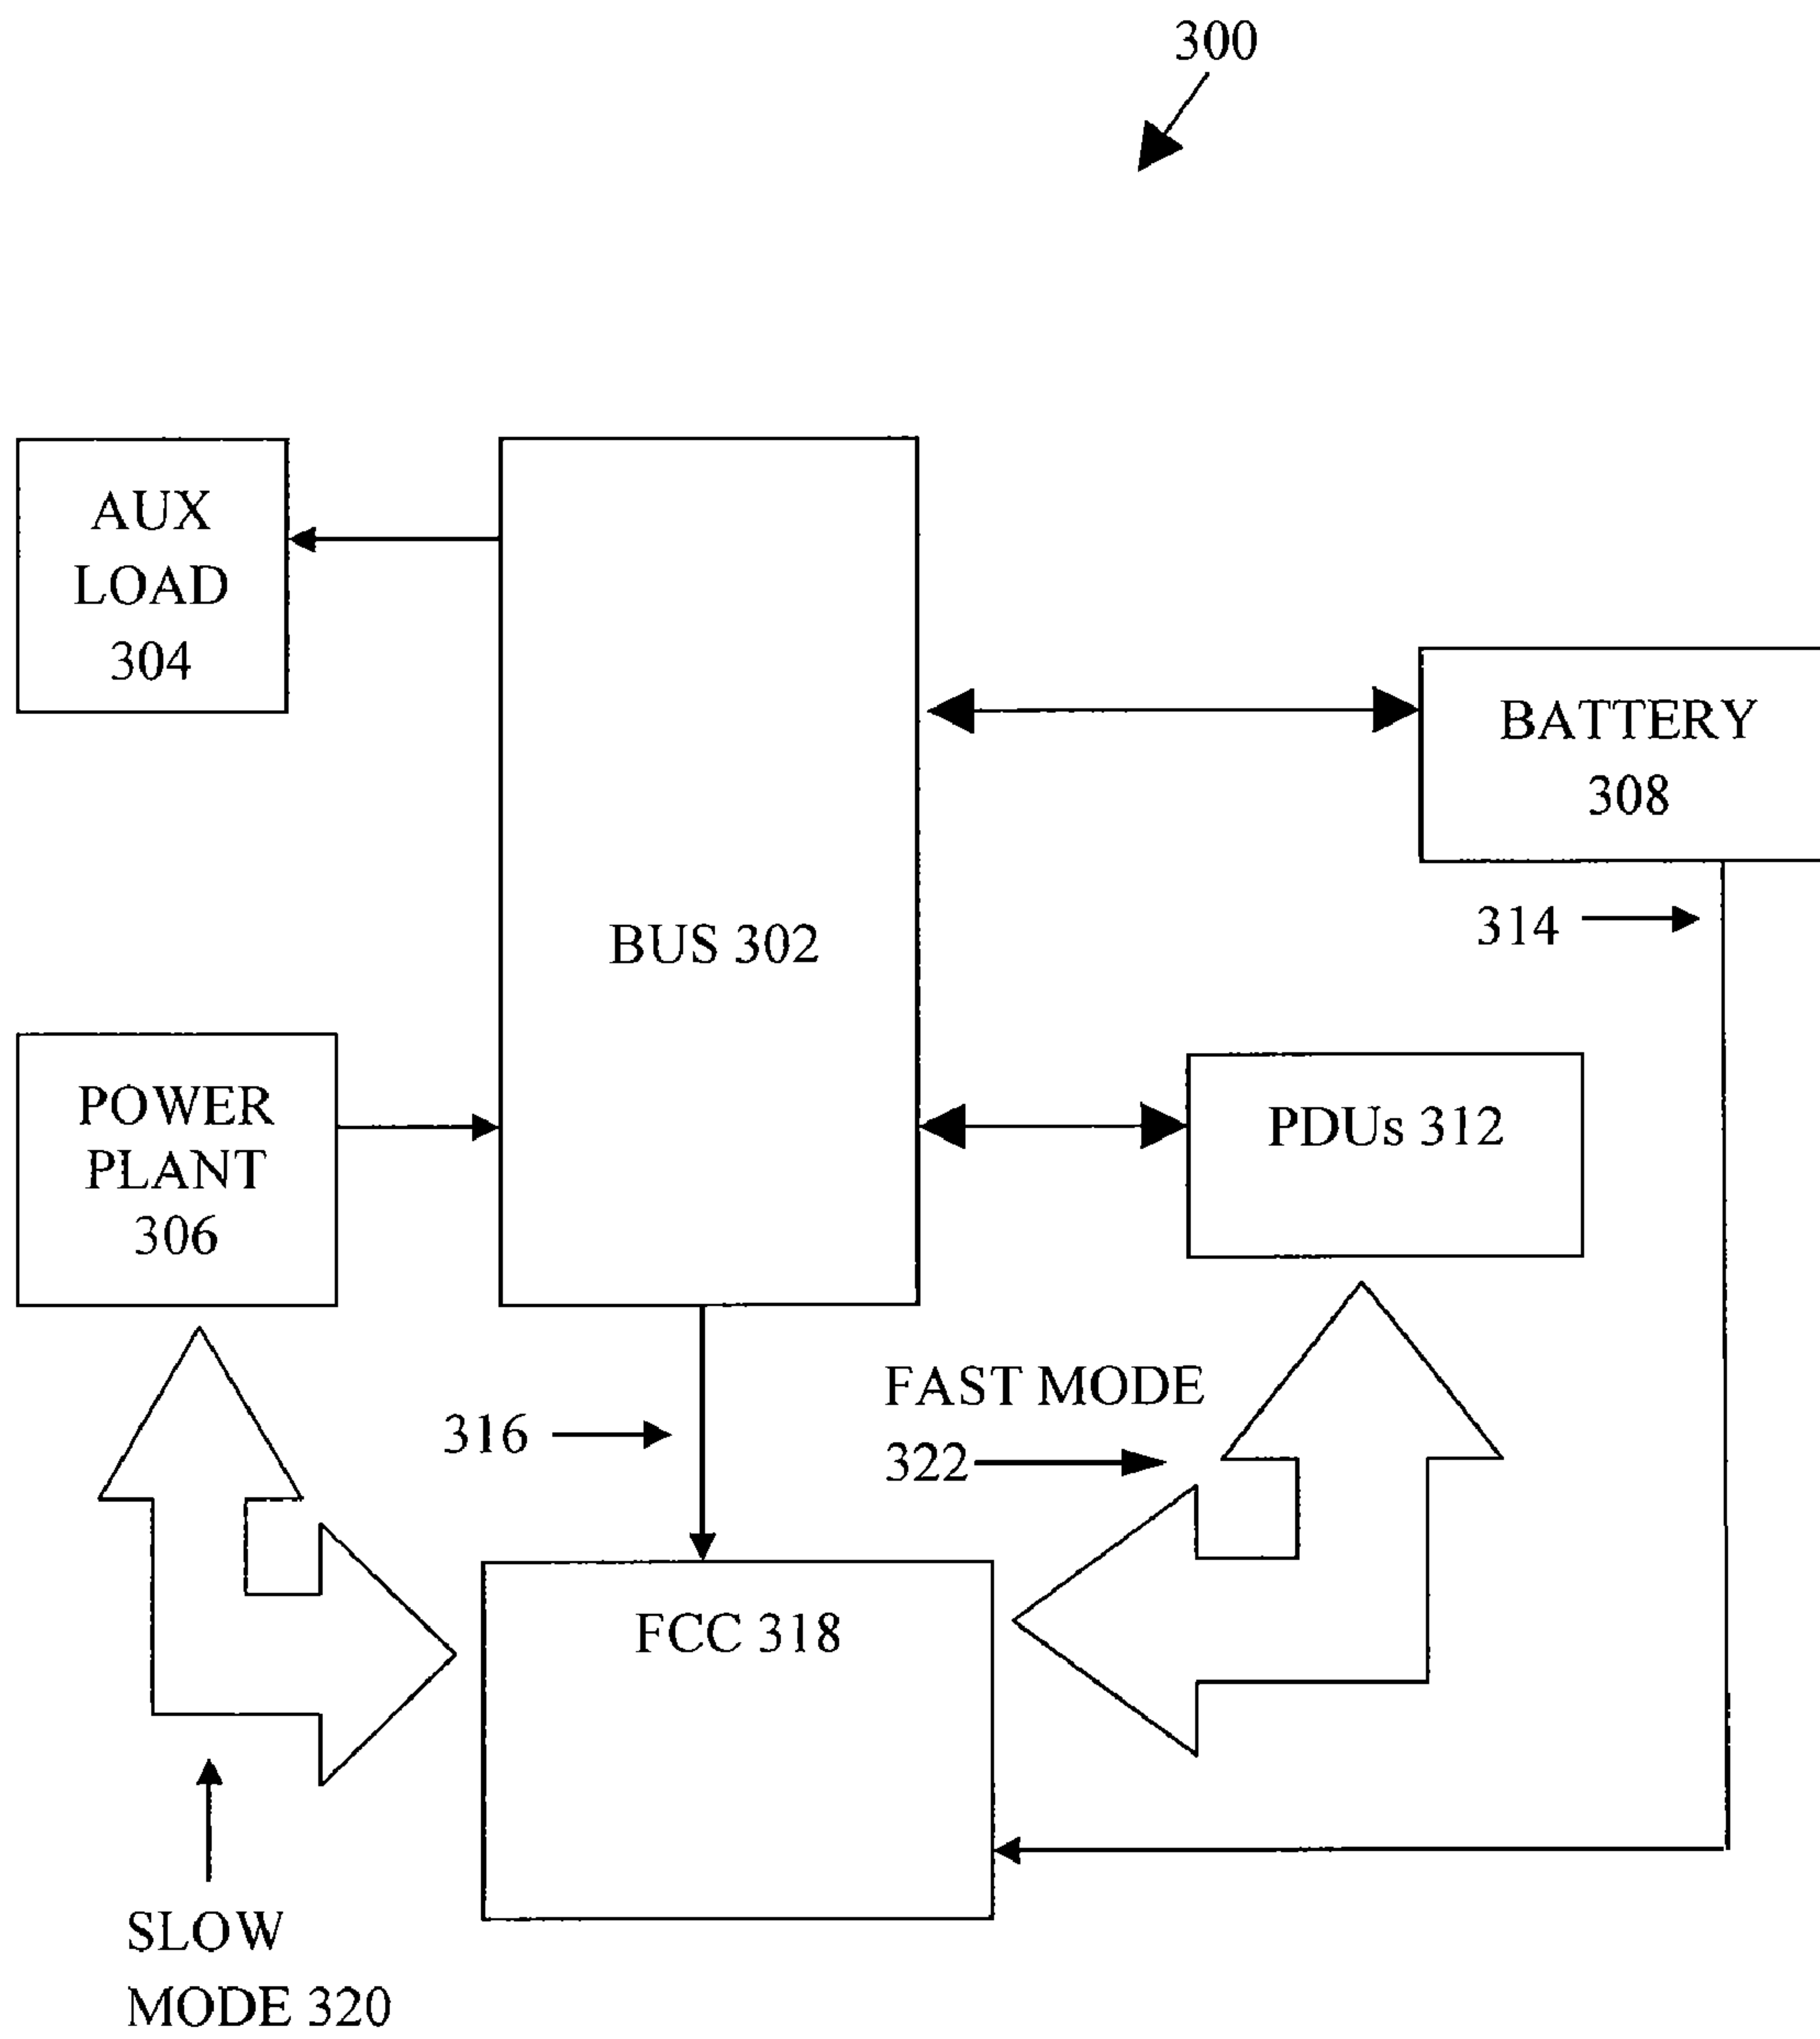 300
AUX
LOAD
304
BATTERY
308
314
BUS 302
POWER
PLANT
306
PDUs 312
FAST MODE
322
316
FCC 318
SLOW
MODE 320